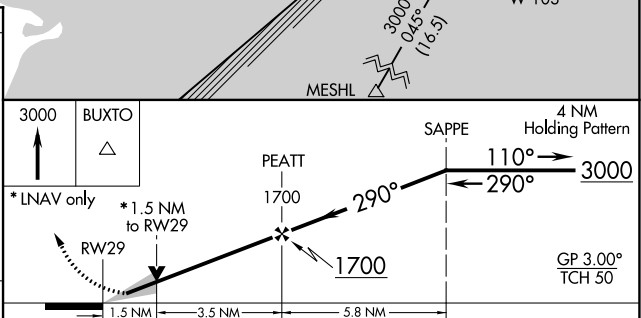 W-105
3000
045°
(16.5)
MESHL
3000
BUXTO
4 NM
Holding Pattern
SAPPE
110°
3000
290°
PEATT
1700
290°
* LNAV only
* 1.5 NM
to RW29
RW29
1700
GP 3.00°
TCH 50
1.5 NM
3.5 NM
5.8 NM